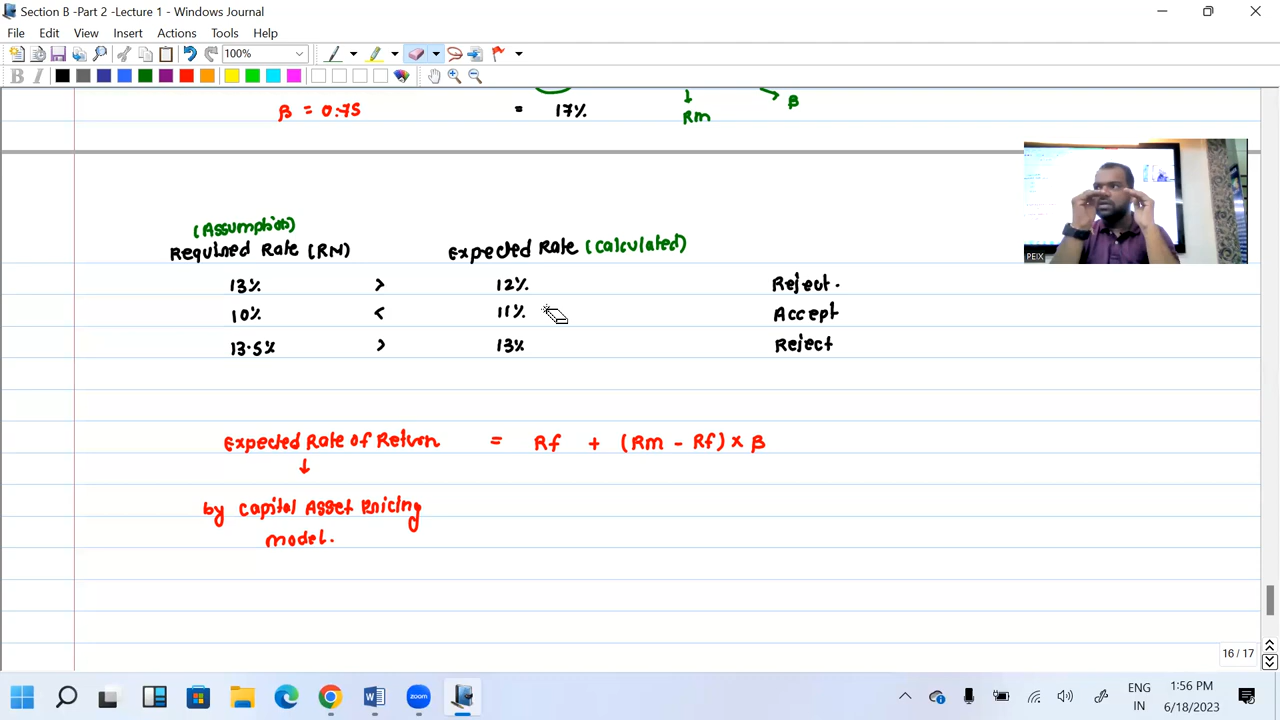 Section B -Part 2 -Lecture 1 - Windows Journal
File Edit View Insert Actions Tools Help
100%
B I
β = 0.75 = 17% Rm β
(Assumption)
Required Rate (RN) Expected Rate (calculated)
13% > 12% Reject.
10% < 11% Accept
13.5% > 13% Reject
Expected Rate of Return = Rf + (Rm - Rf) × β
↓
by Capital Asset Pricing
model.
PEIX
16 / 17
ENG
IN
1:56 PM
6/18/2023